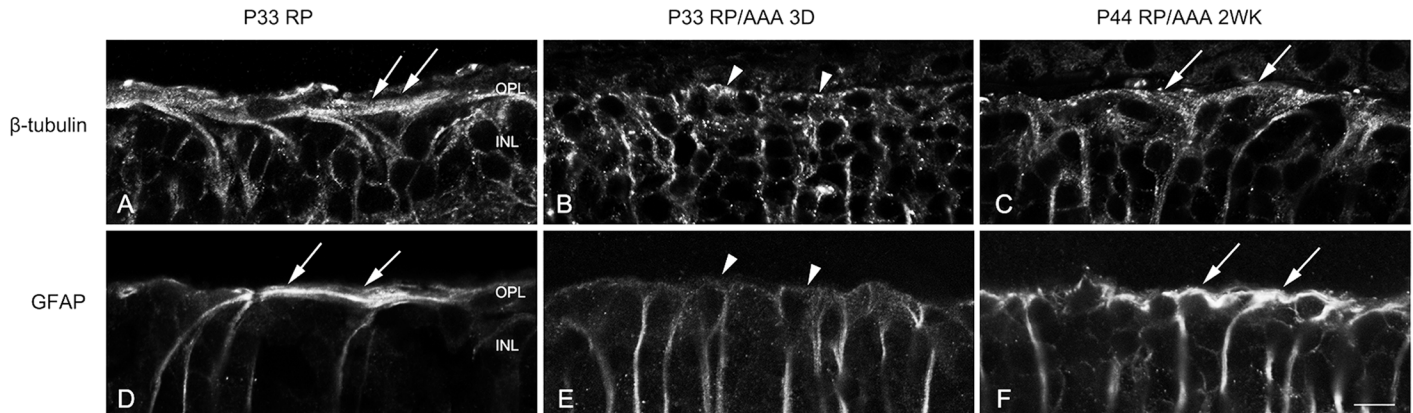 P33 RP P33 RP/AAA 3D P44 RP/AAA 2WK
β-tubulin
OPL
INL
A B C
GFAP
OPL
INL
D E F